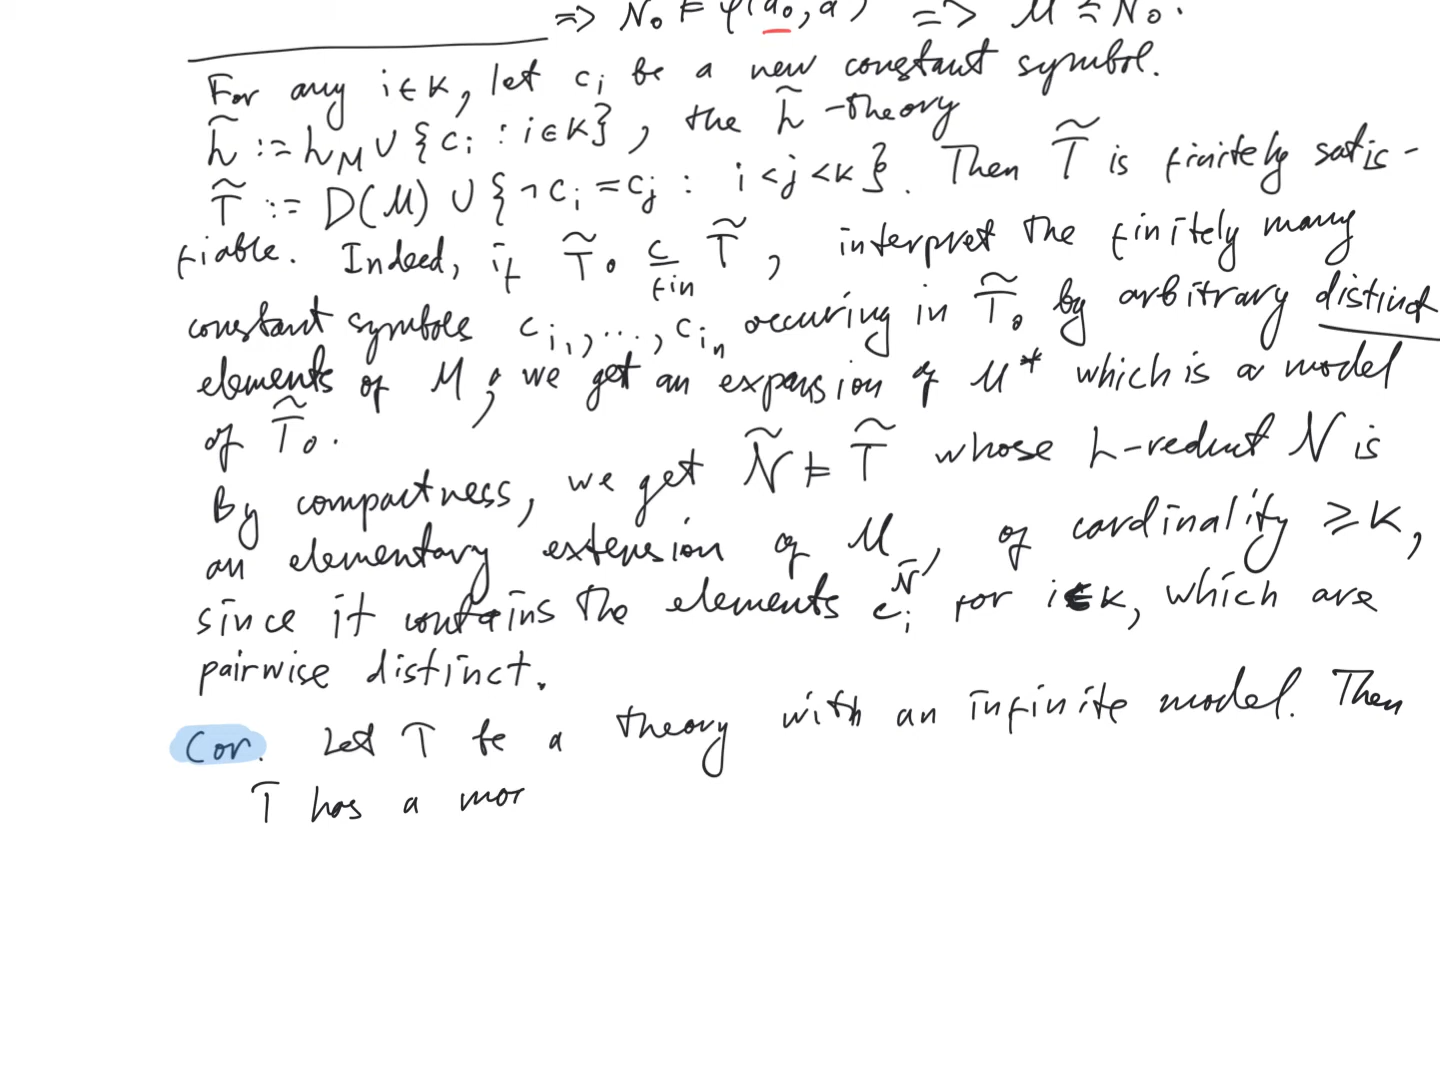 => N₀ ⊨ φ(a₀, a) => M ≼ N₀.
For any i∈κ, let cᵢ be a new constant symbol.
L̃ := L_M ∪ {cᵢ : i∈κ}, the L̃-theory
T̃ := D(M) ∪ {¬cᵢ = cⱼ : i<j<κ}. Then T̃ is finitely satis-
fiable. Indeed, if T̃₀ ⊆_fin T̃, interpret the finitely many
constant symbols c_{i₁}, ..., c_{iₙ} occuring in T̃₀ by arbitrary distinct
elements of M; we get an expansion of M* which is a model
of T̃₀.
By compactness, we get Ñ ⊨ T̃ whose L-reduct N is
an elementary extension of M, of cardinality ≥κ,
since it contains the elements cᵢ^Ñ for i∈κ, which are
pairwise distinct.
Cor. Let T be a theory with an infinite model. Then
T has a mor